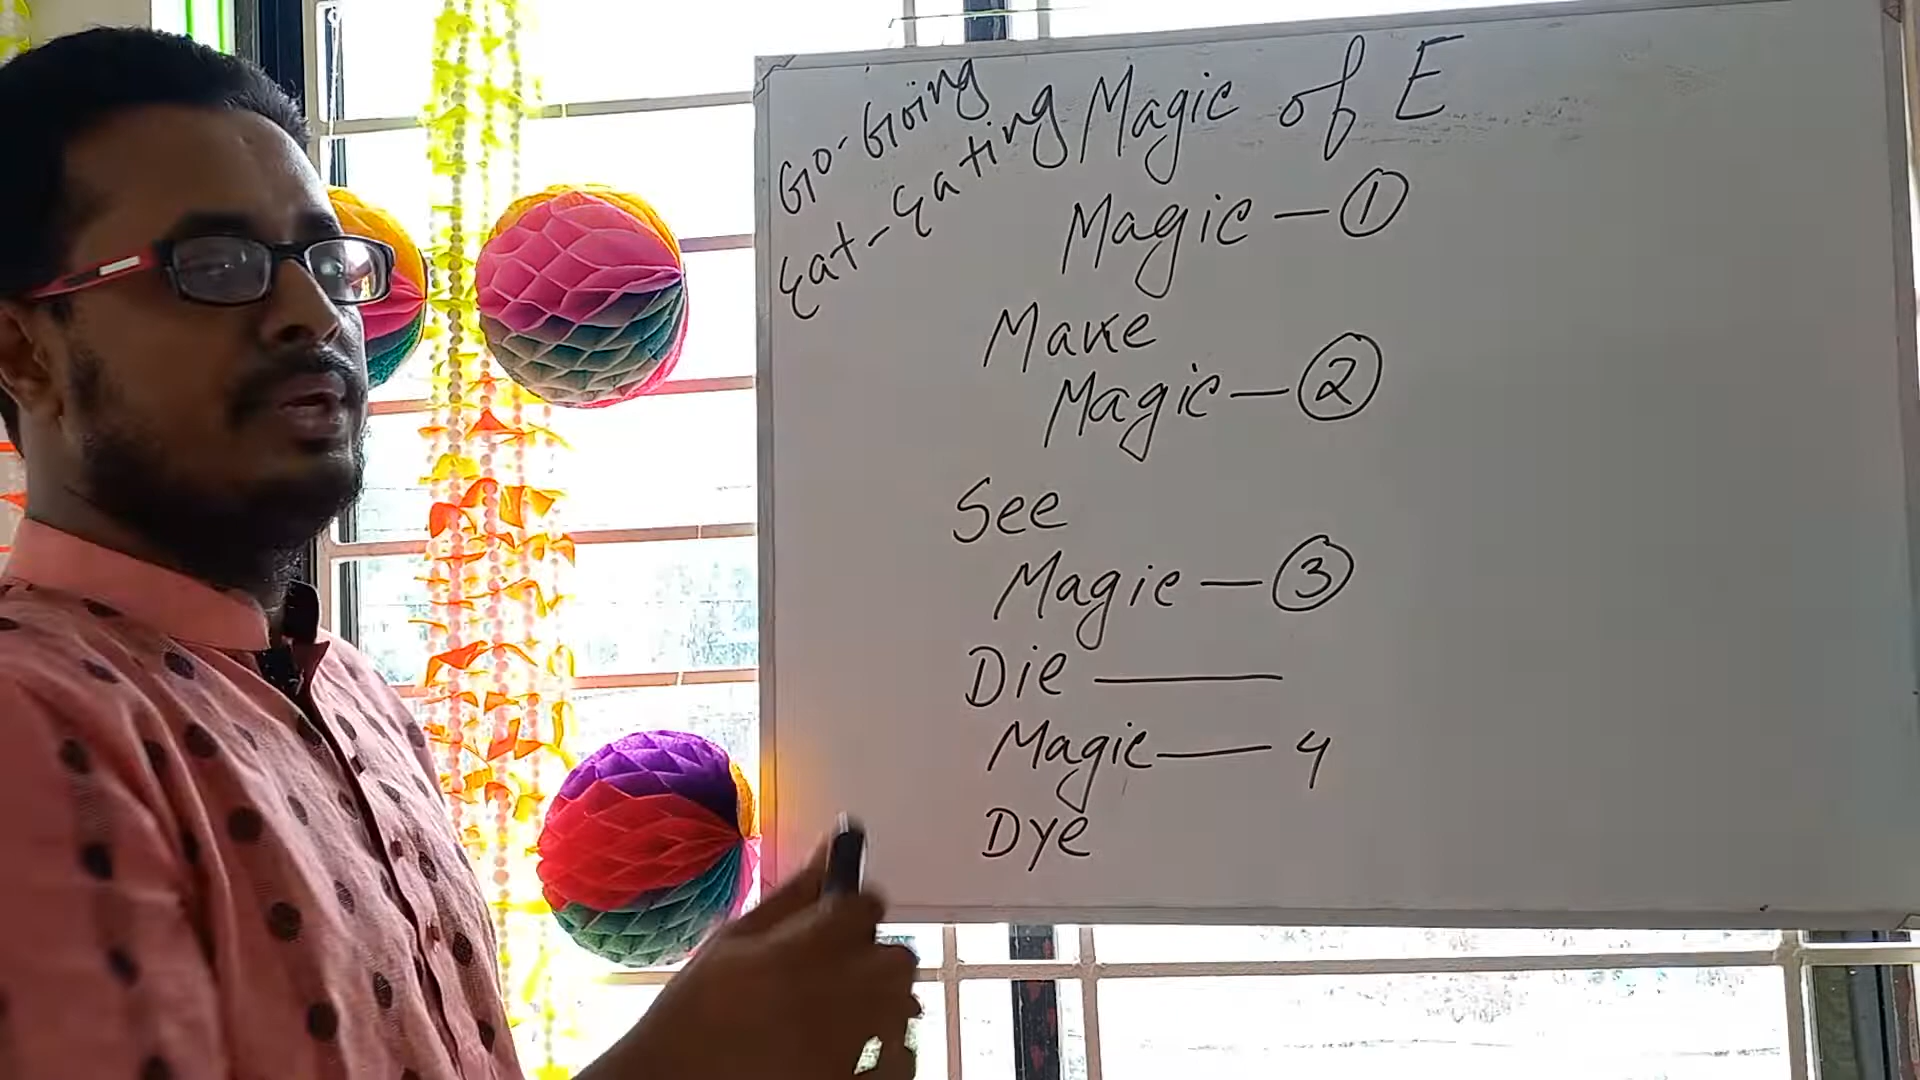 Go-Going
Eat-Eating
Magic of E
Magic - ①
Make
Magic - ②
See
Magic - ③
Die ———
Magic —— 4
Dye